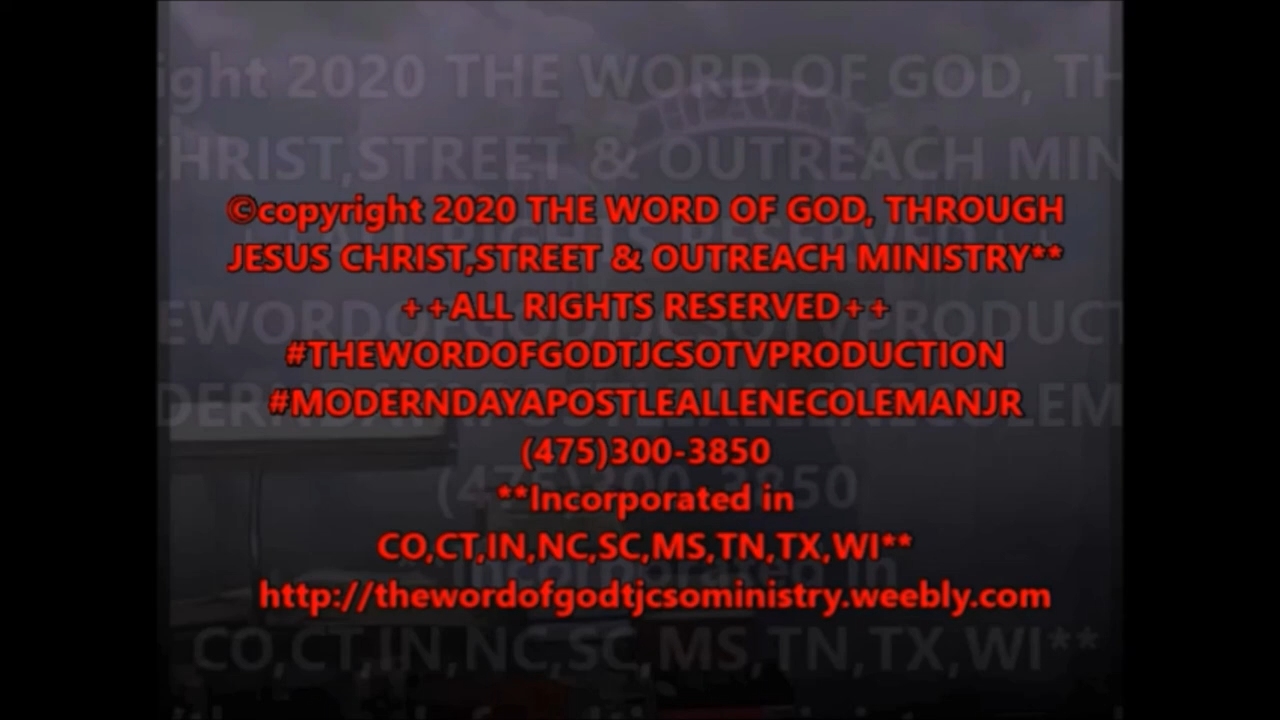 ©copyright 2020 THE WORD OF GOD, THROUGH
JESUS CHRIST,STREET & OUTREACH MINISTRY**
++ALL RIGHTS RESERVED++
#THEWORDOFGODTJCSOTVPRODUCTION
#MODERNDAYAPOSTLEALLENECOLEMANJR
(475)300-3850
**Incorporated in
CO,CT,IN,NC,SC,MS,TN,TX,WI**
http://thewordofgodtjcsoministry.weebly.com
HEAVEN